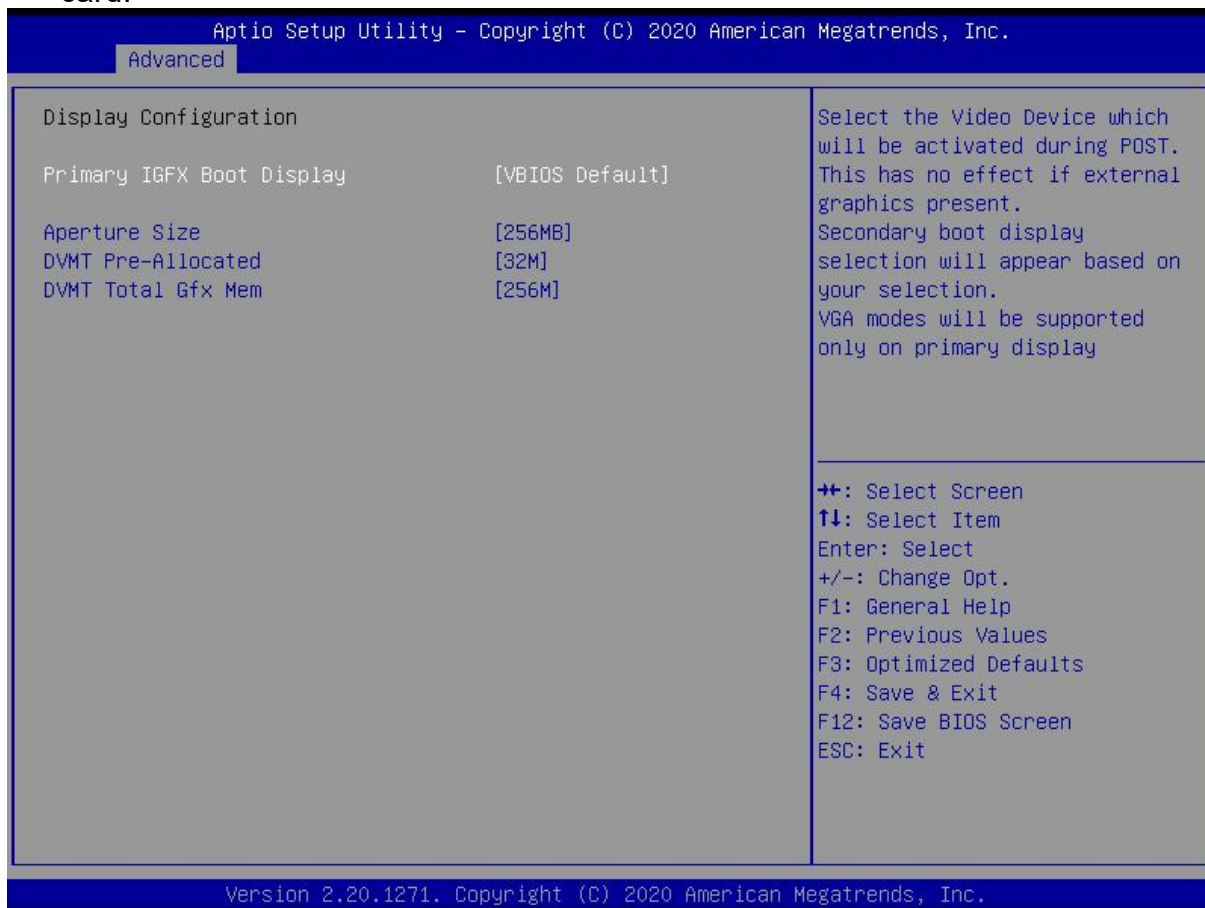 Aptio Setup Utility – Copyright (C) 2020 American Megatrends, Inc.
Advanced
Display Configuration
Primary IGFX Boot Display [VBIOS Default]
Aperture Size [256MB]
DVMT Pre-Allocated [32M]
DVMT Total Gfx Mem [256M]
Select the Video Device which
will be activated during POST.
This has no effect if external
graphics present.
Secondary boot display
selection will appear based on
your selection.
VGA modes will be supported
only on primary display
→←: Select Screen
↑↓: Select Item
Enter: Select
+/-: Change Opt.
F1: General Help
F2: Previous Values
F3: Optimized Defaults
F4: Save & Exit
F12: Save BIOS Screen
ESC: Exit
Version 2.20.1271. Copyright (C) 2020 American Megatrends, Inc.